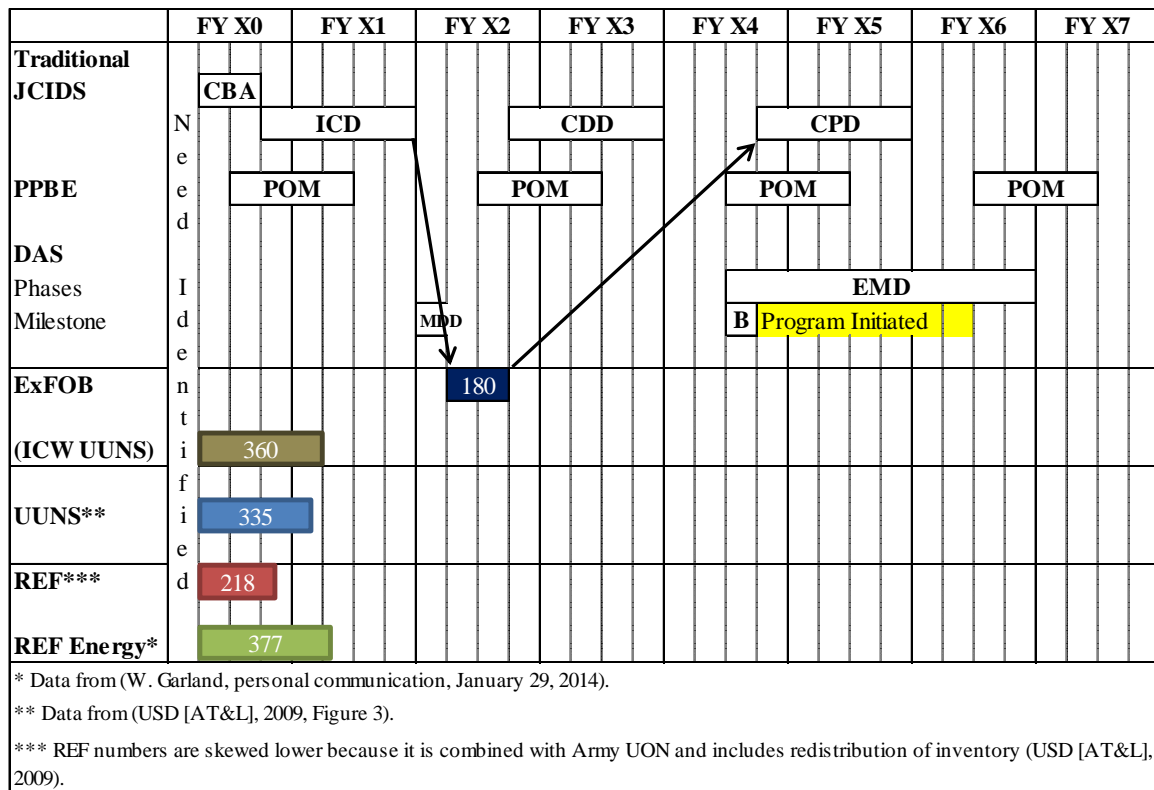 FY X0 FY X1 FY X2 FY X3 FY X4 FY X5 FY X6 FY X7
Traditional
JCIDS CBA
ICD CDD CPD
PPBE POM POM POM POM
DAS
Phases EMD
Milestone MDD B Program Initiated
ExFOB 180
(ICW UUNS) 360
UUNS** 335
REF*** 218
REF Energy* 377
Need Identified
* Data from (W. Garland, personal communication, January 29, 2014).
** Data from (USD [AT&L], 2009, Figure 3).
*** REF numbers are skewed lower because it is combined with Army UON and includes redistribution of inventory (USD [AT&L],
2009).